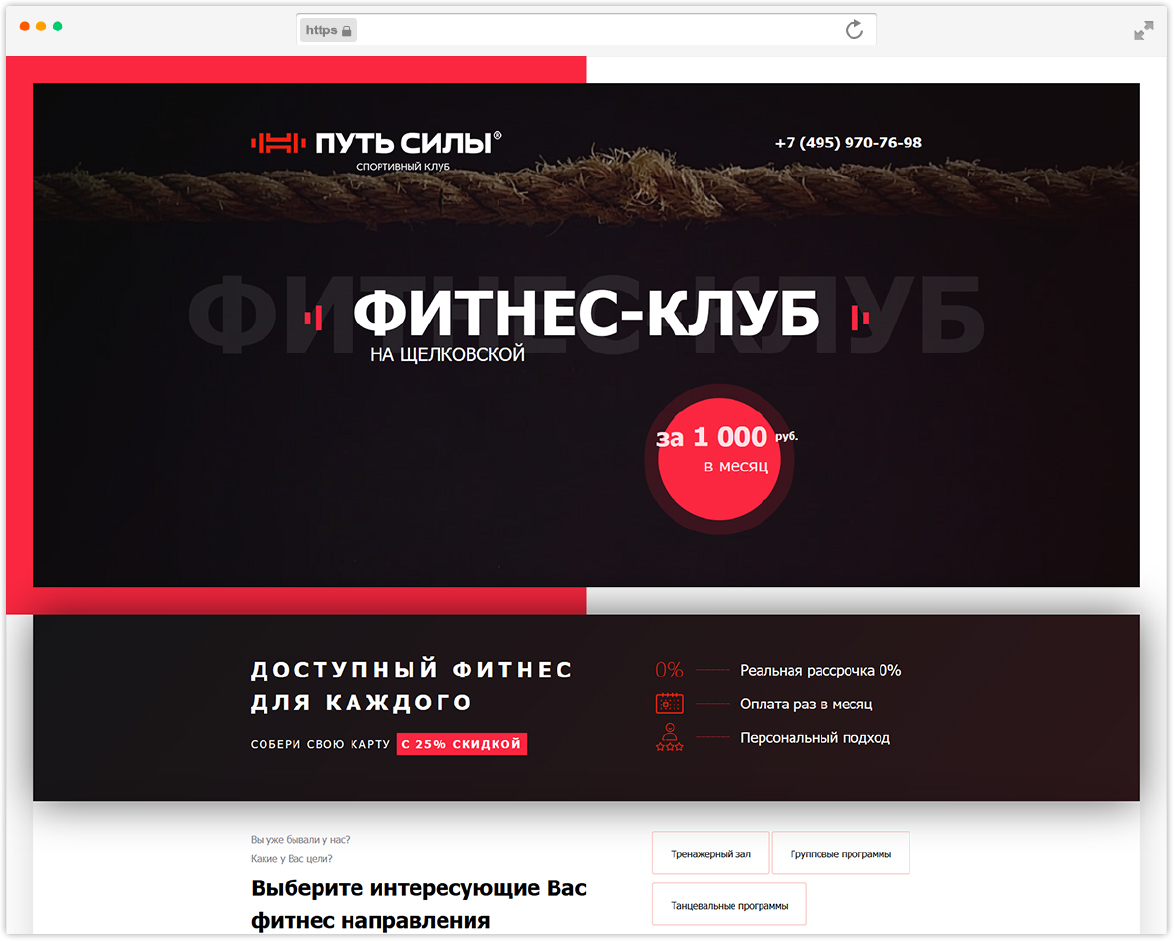 https
ПУТЬ СИЛЫ®
СПОРТИВНЫЙ КЛУБ
+7 (495) 970-76-98
ФИТНЕС-КЛУБ
ФИТНЕС-КЛУБ
НА ЩЕЛКОВСКОЙ
за 1 000 руб.
в месяц
ДОСТУПНЫЙ ФИТНЕС
ДЛЯ КАЖДОГО
СОБЕРИ СВОЮ КАРТУ С 25% СКИДКОЙ
0% Реальная рассрочка 0%
Оплата раз в месяц
Персональный подход
Вы уже бывали у нас?
Какие у Вас цели?
Выберите интересующие Вас
фитнес направления
Тренажерный зал
Групповые программы
Танцевальные программы